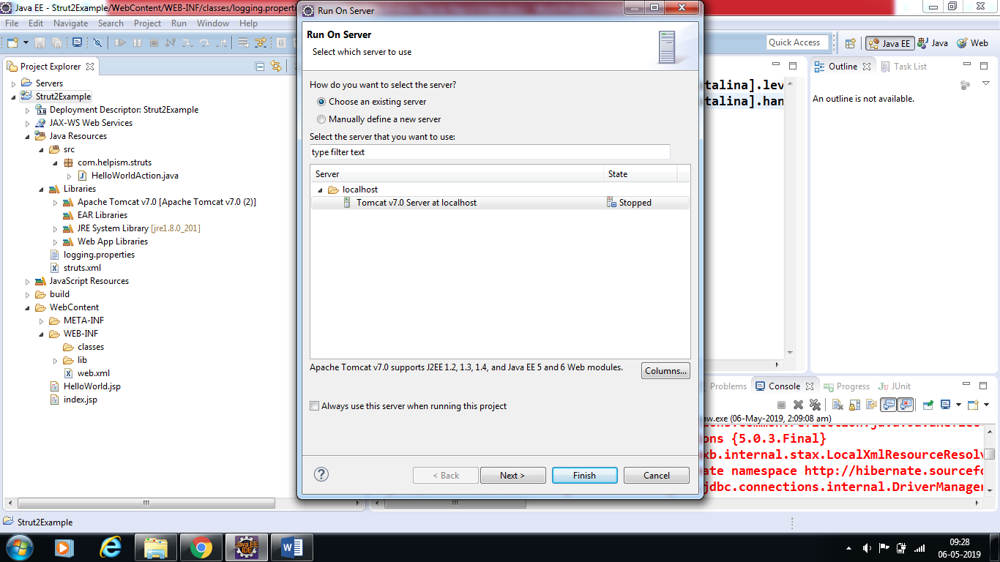 Java EE - Strut2Example/WebContent/WEB-INF/classes/logging.properti
File Edit Navigate Search Project Run Window Help
Quick Access
Java EE
Java
Web
Project Explorer
Servers
Strut2Example
Deployment Descriptor: Strut2Example
JAX-WS Web Services
Java Resources
src
com.helpism.struts
HelloWorldAction.java
Libraries
Apache Tomcat v7.0 [Apache Tomcat v7.0 (2)]
EAR Libraries
JRE System Library [jre1.8.0_201]
Web App Libraries
logging.properties
struts.xml
JavaScript Resources
build
WebContent
META-INF
WEB-INF
classes
lib
web.xml
HelloWorld.jsp
index.jsp
Run On Server
Run On Server
Select which server to use
How do you want to select the server?
Choose an existing server
Manually define a new server
Select the server that you want to use:
type filter text
Server State
localhost
Tomcat v7.0 Server at localhost Stopped
Apache Tomcat v7.0 supports J2EE 1.2, 1.3, 1.4, and Java EE 5 and 6 Web modules.
Columns...
Always use this server when running this project
< Back Next > Finish Cancel
talina].lev
talina].han
Outline Task List
An outline is not available.
Problems Console Progress JUnit
aw.exe (06-May-2019, 2:09:08 am)
ons {5.0.3.Final}
xb.internal.stax.LocalXmlResourceResolv
ate namespace http://hibernate.sourcefo
jdbc.connections.internal.DriverManager
Strut2Example
Java EE
IDE
09:28
06-05-2019